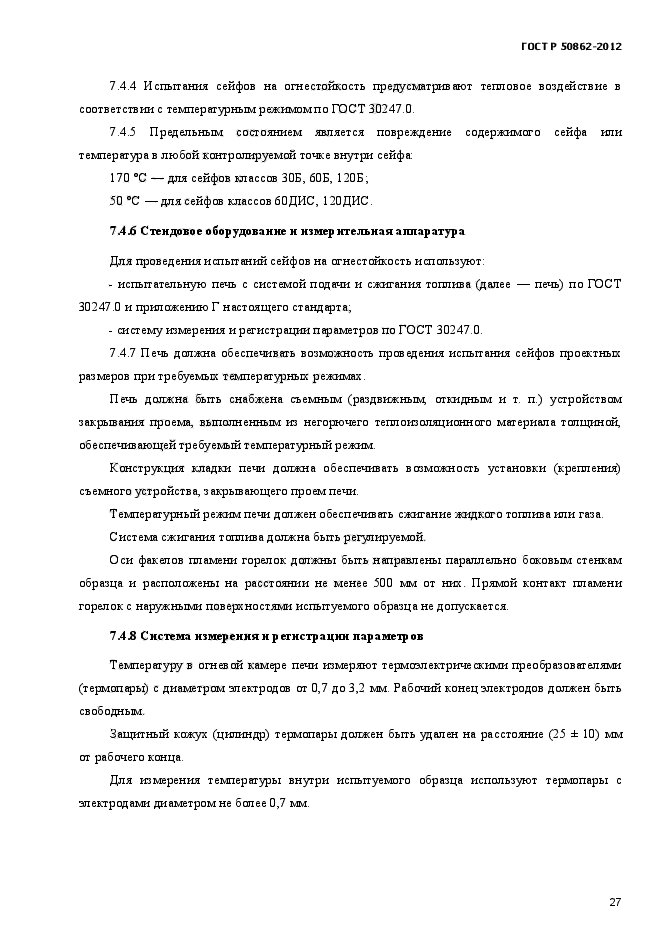 ГОСТ Р 50862-2012
7.4.4 Испытания сейфов на огнестойкость предусматривают тепловое воздействие в
соответствии с температурным режимом по ГОСТ 30247.0.
7.4.5 Предельным состоянием является повреждение содержимого сейфа или
температура в любой контролируемой точке внутри сейфа:
170 °С — для сейфов классов 30Б, 60Б, 120Б;
50 °С — для сейфов классов 60ДИС, 120ДИС.
7.4.6 Стендовое оборудование и измерительная аппаратура
Для проведения испытаний сейфов на огнестойкость используют:
- испытательную печь с системой подачи и сжигания топлива (далее — печь) по ГОСТ
30247.0 и приложению Г настоящего стандарта;
- систему измерения и регистрации параметров по ГОСТ 30247.0.
7.4.7 Печь должна обеспечивать возможность проведения испытания сейфов проектных
размеров при требуемых температурных режимах.
Печь должна быть снабжена съемным (раздвижным, откидным и т. п.) устройством
закрывания проема, выполненным из негорючего теплоизоляционного материала толщиной,
обеспечивающей требуемый температурный режим.
Конструкция кладки печи должна обеспечивать возможность установки (крепления)
съемного устройства, закрывающего проем печи.
Температурный режим печи должен обеспечивать сжигание жидкого топлива или газа.
Система сжигания топлива должна быть регулируемой.
Оси факелов пламени горелок должны быть направлены параллельно боковым стенкам
образца и расположены на расстоянии не менее 500 мм от них. Прямой контакт пламени
горелок с наружными поверхностями испытуемого образца не допускается.
7.4.8 Система измерения и регистрации параметров
Температуру в огневой камере печи измеряют термоэлектрическими преобразователями
(термопары) с диаметром электродов от 0,7 до 3,2 мм. Рабочий конец электродов должен быть
свободным.
Защитный кожух (цилиндр) термопары должен быть удален на расстояние (25 ± 10) мм
от рабочего конца.
Для измерения температуры внутри испытуемого образца используют термопары с
электродами диаметром не более 0,7 мм.
27